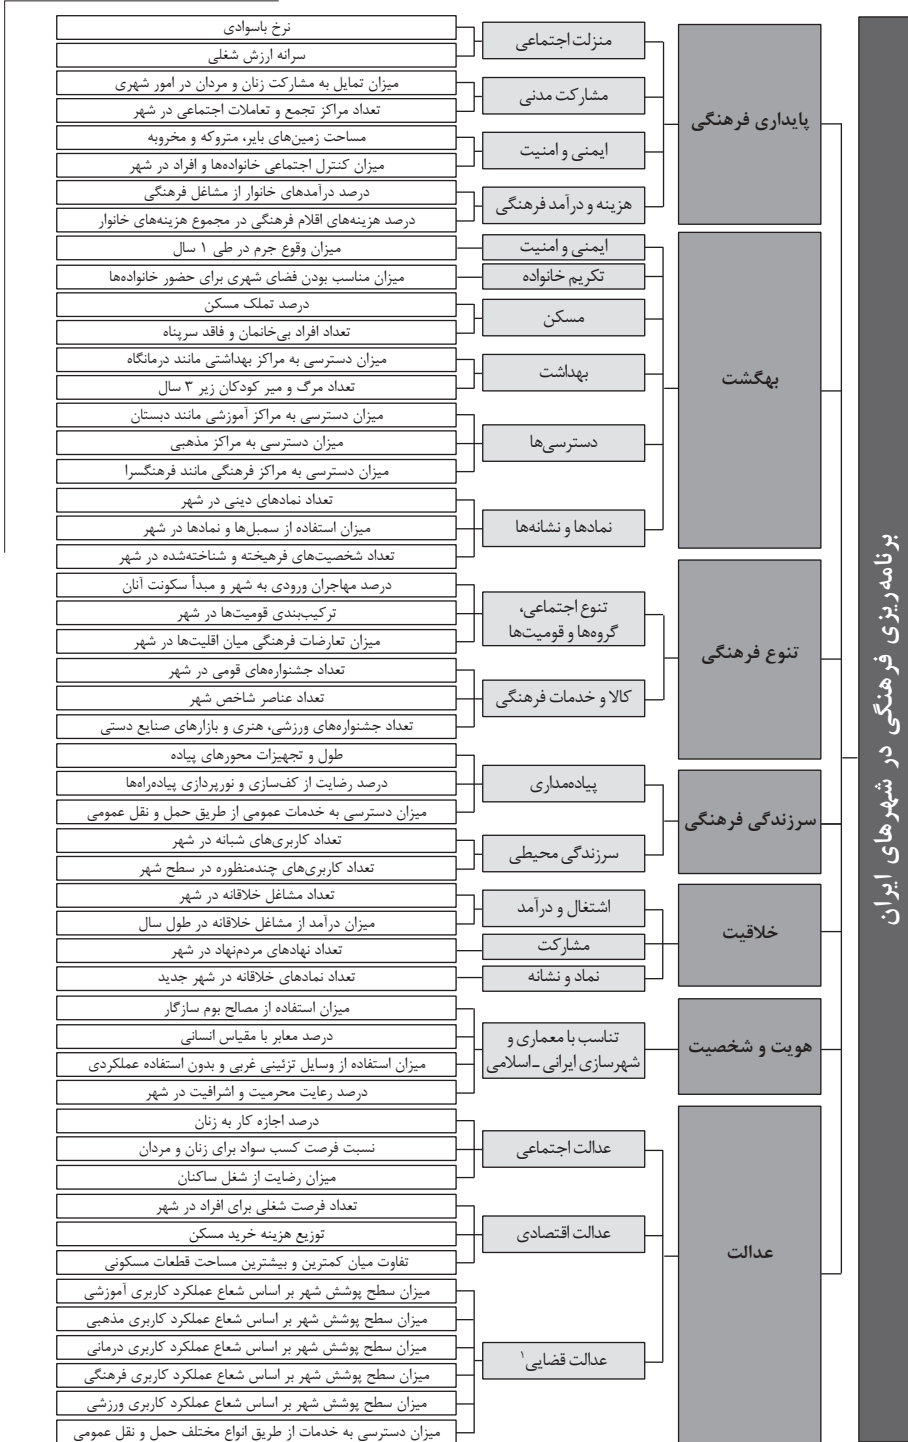 برنامه‌ریزی فرهنگی در شهرهای ایران
پایداری فرهنگی
منزلت اجتماعی
نرخ باسوادی
سرانه ارزش شغلی
مشارکت مدنی
میزان تمایل به مشارکت زنان و مردان در امور شهری
تعداد مراکز تجمع و تعاملات اجتماعی در شهر
ایمنی و امنیت
مساحت زمین‌های بایر، متروکه و مخروبه
میزان کنترل اجتماعی خانواده‌ها و افراد در شهر
هزینه و درآمد فرهنگی
درصد درآمدهای خانوار از مشاغل فرهنگی
درصد هزینه‌های اقلام فرهنگی در مجموع هزینه‌های خانوار
بهگشت
ایمنی و امنیت
میزان وقوع جرم در طی ۱ سال
تکریم خانواده
میزان مناسب بودن فضای شهری برای حضور خانواده‌ها
مسکن
درصد تملک مسکن
تعداد افراد بی‌خانمان و فاقد سرپناه
بهداشت
میزان دسترسی به مراکز بهداشتی مانند درمانگاه
تعداد مرگ و میر کودکان زیر ۳ سال
دسترسی‌ها
میزان دسترسی به مراکز آموزشی مانند دبستان
میزان دسترسی به مراکز مذهبی
میزان دسترسی به مراکز فرهنگی مانند فرهنگسرا
نمادها و نشانه‌ها
تعداد نمادهای دینی در شهر
میزان استفاده از سمبل‌ها و نمادها در شهر
تعداد شخصیت‌های فرهیخته و شناخته‌شده در شهر
تنوع فرهنگی
تنوع اجتماعی،
گروه‌ها و قومیت‌ها
درصد مهاجران ورودی به شهر و مبدأ سکونت آنان
ترکیب‌بندی قومیت‌ها در شهر
میزان تعارضات فرهنگی میان اقلیت‌ها در شهر
کالا و خدمات فرهنگی
تعداد جشنواره‌های قومی در شهر
تعداد عناصر شاخص شهر
تعداد جشنواره‌های ورزشی، هنری و بازارهای صنایع دستی
سرزندگی فرهنگی
پیاده‌مداری
طول و تجهیزات محورهای پیاده
درصد رضایت از کف‌سازی و نورپردازی پیاده‌راه‌ها
میزان دسترسی به خدمات عمومی از طریق حمل و نقل عمومی
سرزندگی محیطی
تعداد کاربری‌های شبانه در شهر
تعداد کاربری‌های چندمنظوره در سطح شهر
خلاقیت
اشتغال و درآمد
تعداد مشاغل خلاقانه در شهر
میزان درآمد از مشاغل خلاقانه در طول سال
مشارکت
تعداد نهادهای مردم‌نهاد در شهر
نماد و نشانه
تعداد نمادهای خلاقانه در شهر جدید
هویت و شخصیت
تناسب با معماری و
شهرسازی ایرانی ـ اسلامی
میزان استفاده از مصالح بوم سازگار
درصد معابر با مقیاس انسانی
میزان استفاده از وسایل تزئینی غربی و بدون استفاده عملکردی
درصد رعایت محرمیت و اشرافیت در شهر
عدالت
عدالت اجتماعی
درصد اجازه کار به زنان
نسبت فرصت کسب سواد برای زنان و مردان
میزان رضایت از شغل ساکنان
عدالت اقتصادی
تعداد فرصت شغلی برای افراد در شهر
توزیع هزینه خرید مسکن
تفاوت میان کمترین و بیشترین مساحت قطعات مسکونی
عدالت قضایی۱
میزان سطح پوشش شهر بر اساس شعاع عملکرد کاربری آموزشی
میزان سطح پوشش شهر بر اساس شعاع عملکرد کاربری مذهبی
میزان سطح پوشش شهر بر اساس شعاع عملکرد کاربری درمانی
میزان سطح پوشش شهر بر اساس شعاع عملکرد کاربری فرهنگی
میزان سطح پوشش شهر بر اساس شعاع عملکرد کاربری ورزشی
میزان دسترسی به خدمات از طریق انواع مختلف حمل و نقل عمومی